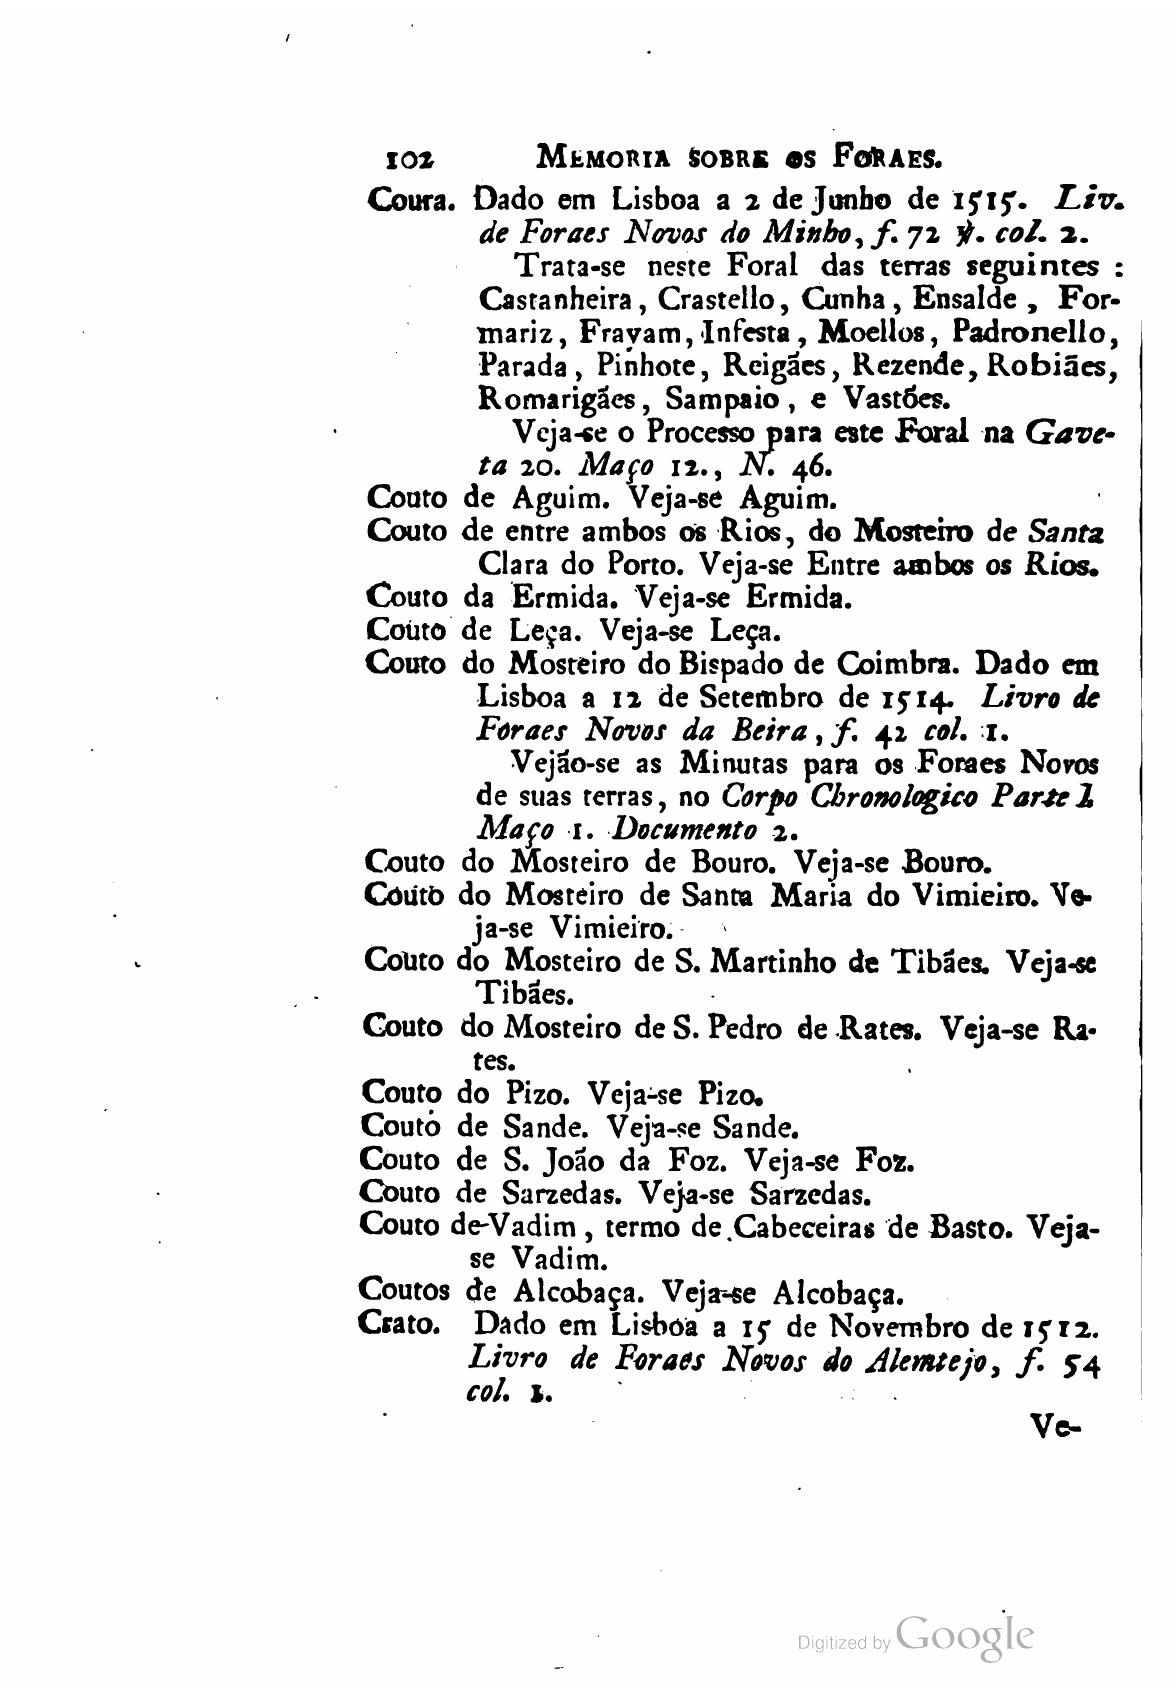 102 MEMORIA SOBRE OS FORAES.
Coura. Dado em Lisboa a 2 de Junho de 1515. Liv.
de Foraes Novos do Minho, f. 72 ℣. col. 2.
Trata-se neste Foral das terras seguintes :
Castanheira, Crastello, Cunha, Ensalde, For-
mariz, Frayam, Infesta, Moellos, Padronello,
Parada, Pinhote, Reigães, Rezende, Robiães,
Romarigães, Sampaio, e Vastões.
Veja-se o Processo para este Foral na Gave-
ta 20. Maço 12., N. 46.
Couto de Aguim. Veja-se Aguim.
Couto de entre ambos os Rios, do Mosteiro de Santa
Clara do Porto. Veja-se Entre ambos os Rios.
Couto da Ermida. Veja-se Ermida.
Couto de Leça. Veja-se Leça.
Couto do Mosteiro do Bispado de Coimbra. Dado em
Lisboa a 12 de Setembro de 1514. Livro de
Foraes Novos da Beira, f. 42 col. 1.
Vejão-se as Minutas para os Foraes Novos
de suas terras, no Corpo Chronologico Parte I.
Maço 1. Documento 2.
Couto do Mosteiro de Bouro. Veja-se Bouro.
Couto do Mosteiro de Santa Maria do Vimieiro. Ve-
ja-se Vimieiro.
Couto do Mosteiro de S. Martinho de Tibães. Veja-se
Tibães.
Couto do Mosteiro de S. Pedro de Rates. Veja-se Ra-
tes.
Couto do Pizo. Veja-se Pizo.
Couto de Sande. Veja-se Sande.
Couto de S. João da Foz. Veja-se Foz.
Couto de Sarzedas. Veja-se Sarzedas.
Couto de Vadim, termo de Cabeceiras de Basto. Veja-
se Vadim.
Coutos de Alcobaça. Veja-se Alcobaça.
Crato. Dado em Lisboa a 15 de Novembro de 1512.
Livro de Foraes Novos do Alemtejo, f. 54
col. 1.
Ve-
Digitized by Google